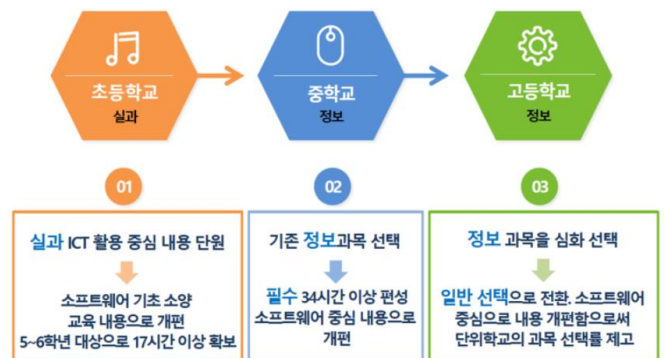 초등학교
실과
중학교
정보
고등학교
정보
01
실과 ICT 활용 중심 내용 단원
소프트웨어 기초 소양
교육 내용으로 개편
5~6학년 대상으로 17시간 이상 확보
02
기존 정보과목 선택
필수 34시간 이상 편성
소프트웨어 중심 내용으로
개편
03
정보 과목을 심화 선택
일반 선택으로 전환. 소프트웨어
중심으로 내용 개편함으로써
단위학교의 과목 선택률 제고